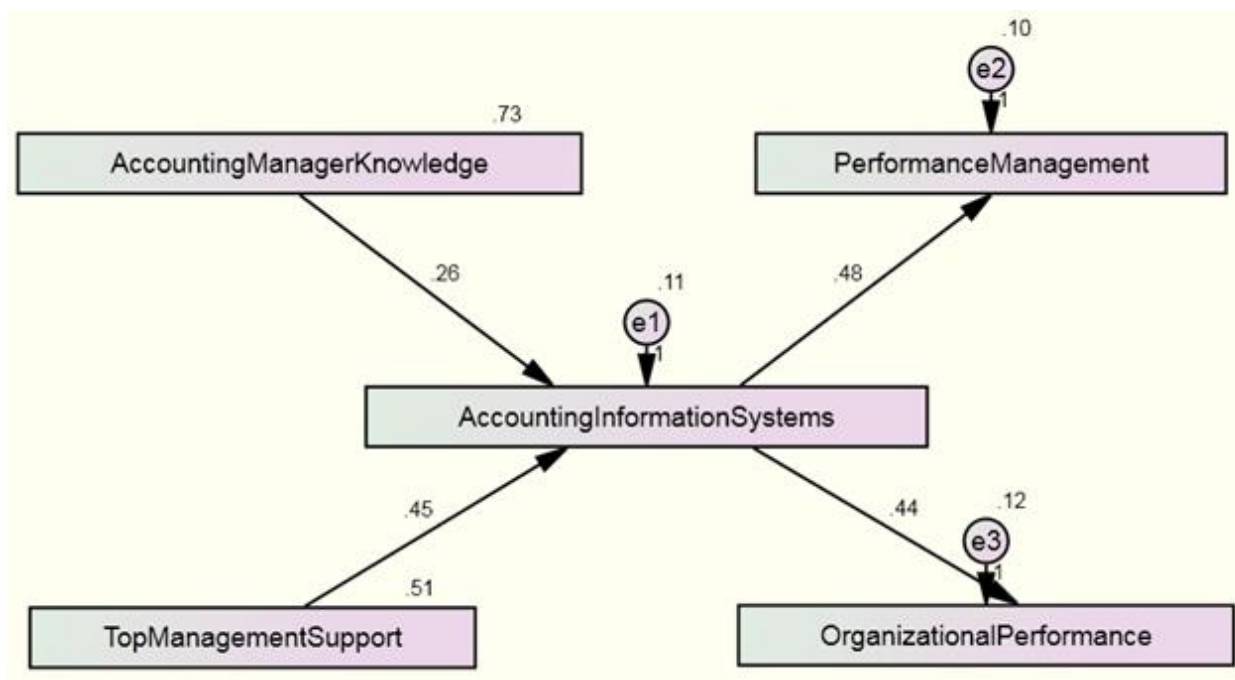 .10
e2
1
.73
AccountingManagerKnowledge
PerformanceManagement
.26
.48
.11
e1
1
AccountingInformationSystems
.45
.44
.12
e3
1
.51
TopManagementSupport
OrganizationalPerformance